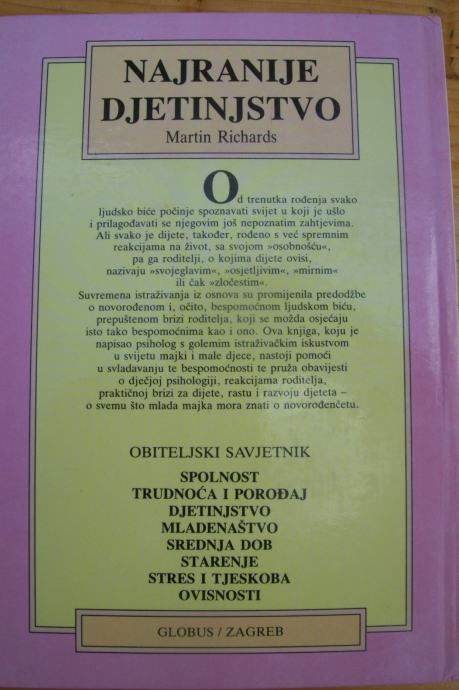 NAJRANIJE
DJETINJSTVO
Martin Richards
Od trenutka rođenja svako
ljudsko biće počinje spoznavati svijet u koji je ušlo
i prilagođavati se njegovim još nepoznatim zahtjevima.
Ali svako je dijete, također, rođeno s već spremnim
reakcijama na život, sa svojom »osobnošću«,
pa ga roditelji, o kojima dijete ovisi,
nazivaju »svojeglavim«, »osjetljivim«, »mirnim«
ili čak »zločestim«.
Suvremena istraživanja iz osnova su promijenila predodžbe
o novorođenom i, očito, bespomoćnom ljudskom biću,
prepuštenom brizi roditelja, koji se možda osjećaju
isto tako bespomoćnima kao i ono. Ova knjiga, koju je
napisao psiholog s golemim istraživačkim iskustvom
u svijetu majki i male djece, nastoji pomoći
u svladavanju te bespomoćnosti te pruža obavijesti
o dječjoj psihologiji, reakcijama roditelja,
praktičnoj brizi za dijete, rastu i razvoju djeteta –
o svemu što mlada majka mora znati o novorođenčetu.
OBITELJSKI SAVJETNIK
SPOLNOST
TRUDNOĆA I POROĐAJ
DJETINJSTVO
MLADENAŠTVO
SREDNJA DOB
STARENJE
STRES I TJESKOBA
OVISNOSTI
GLOBUS / ZAGREB